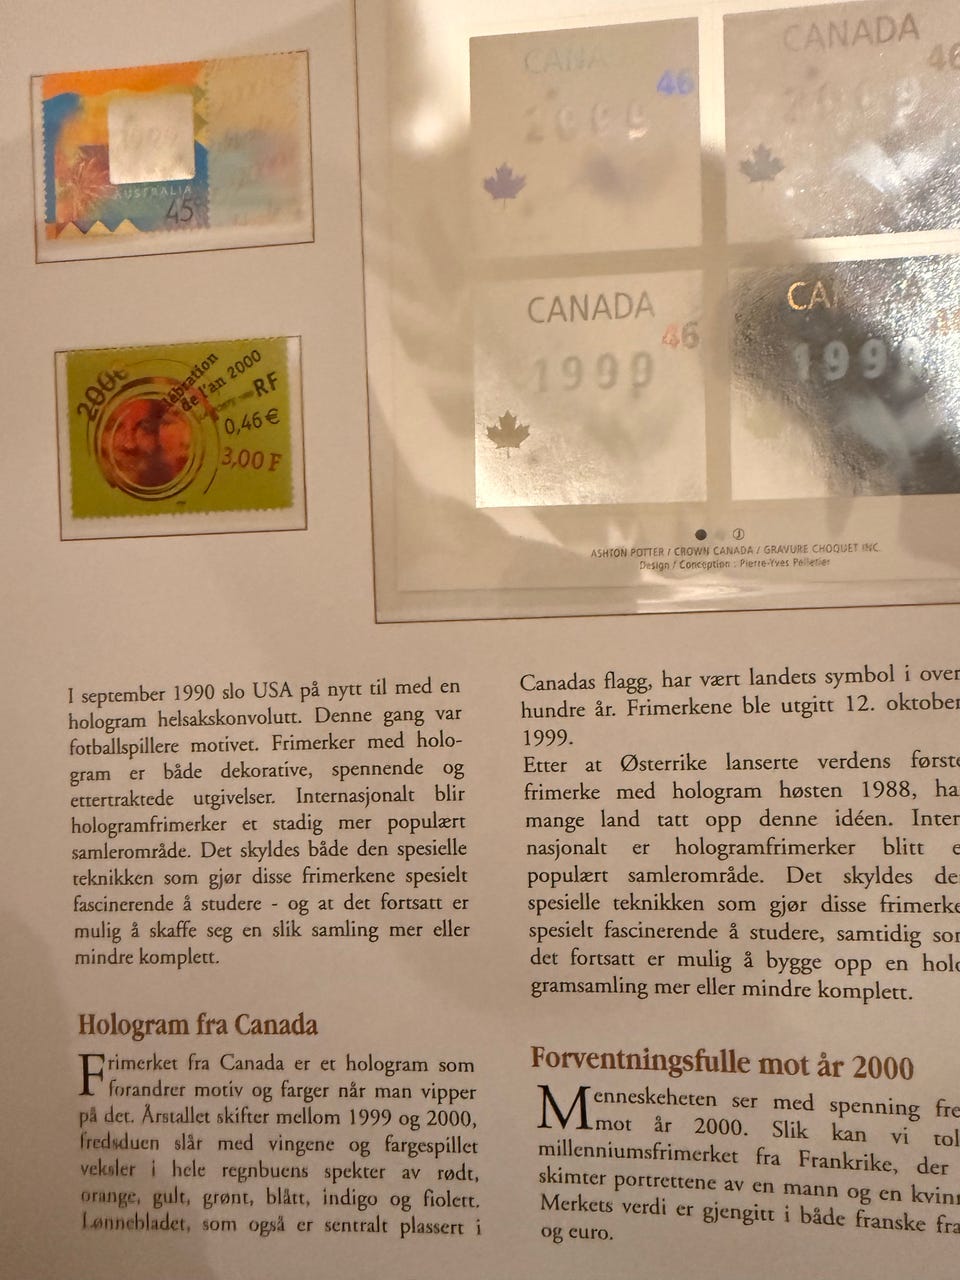 AUSTRALIA
45c
2000
Célébration
de l'an 2000
RF
0,46 €
3,00 F
CANADA
46
2000
CANADA
46
2000
CANADA
46
1999
CANADA
46
1999
ASHTON POTTER / CROWN CANADA / GRAVURE CHOQUET INC.
Design / Conception : Pierre-Yves Pelletier
I september 1990 slo USA på nytt til med en
hologram helsakskonvolutt. Denne gang var
fotballspillere motivet. Frimerker med holo-
gram er både dekorative, spennende og
ettertraktede utgivelser. Internasjonalt blir
hologramfrimerker et stadig mer populært
samlerområde. Det skyldes både den spesielle
teknikken som gjør disse frimerkene spesielt
fascinerende å studere - og at det fortsatt er
mulig å skaffe seg en slik samling mer eller
mindre komplett.
Hologram fra Canada
Frimerket fra Canada er et hologram som
forandrer motiv og farger når man vipper
på det. Årstallet skifter mellom 1999 og 2000,
fredsduen slår med vingene og fargespillet
veksler i hele regnbuens spekter av rødt,
orange, gult, grønt, blått, indigo og fiolett.
Lønnebladet, som også er sentralt plassert i
Canadas flagg, har vært landets symbol i over
hundre år. Frimerkene ble utgitt 12. oktober
1999.
Etter at Østerrike lanserte verdens første
frimerke med hologram høsten 1988, ha
mange land tatt opp denne idéen. Inter
nasjonalt er hologramfrimerker blitt e
populært samlerområde. Det skyldes de
spesielle teknikken som gjør disse frimerke
spesielt fascinerende å studere, samtidig som
det fortsatt er mulig å bygge opp en holo
gramsamling mer eller mindre komplett.
Forventningsfulle mot år 2000
Menneskeheten ser med spenning fre
mot år 2000. Slik kan vi tol
millenniumsfrimerket fra Frankrike, der
skimter portrettene av en mann og en kvinn
Merkets verdi er gjengitt i både franske fra
og euro.